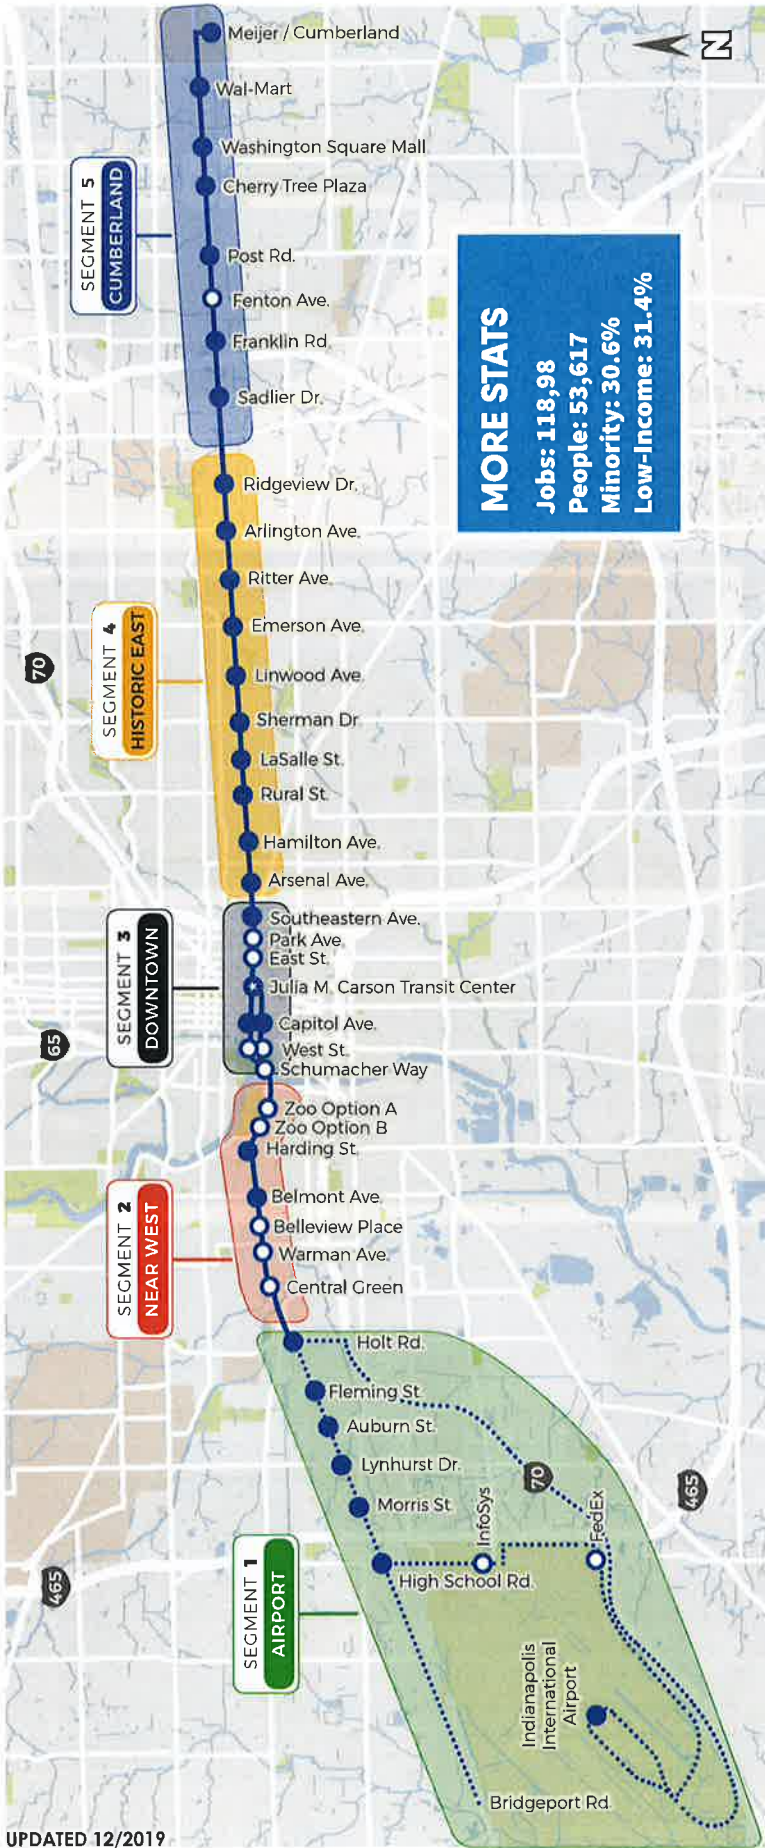 Meijer / Cumberland
Wal-Mart
Washington Square Mall
Cherry Tree Plaza
Post Rd.
Fenton Ave.
Franklin Rd.
Sadlier Dr.
SEGMENT 5
CUMBERLAND
N
MORE STATS
Jobs: 118,98
People: 53,617
Minority: 30.6%
Low-Income: 31.4%
Ridgeview Dr.
Arlington Ave.
Ritter Ave.
Emerson Ave.
Linwood Ave.
Sherman Dr.
LaSalle St.
Rural St.
Hamilton Ave.
Arsenal Ave.
SEGMENT 4
HISTORIC EAST
70
Southeastern Ave.
Park Ave.
East St.
Julia M. Carson Transit Center
Capitol Ave.
West St.
Schumacher Way
SEGMENT 3
DOWNTOWN
65
Zoo Option A
Zoo Option B
Harding St.
Belmont Ave.
Belleview Place
Warman Ave.
Central Green
SEGMENT 2
NEAR WEST
Holt Rd.
Fleming St.
Auburn St.
Lynhurst Dr.
Morris St.
High School Rd.
InfoSys
FedEx
70
465
465
SEGMENT 1
AIRPORT
Indianapolis
International
Airport
Bridgeport Rd.
UPDATED 12/2019